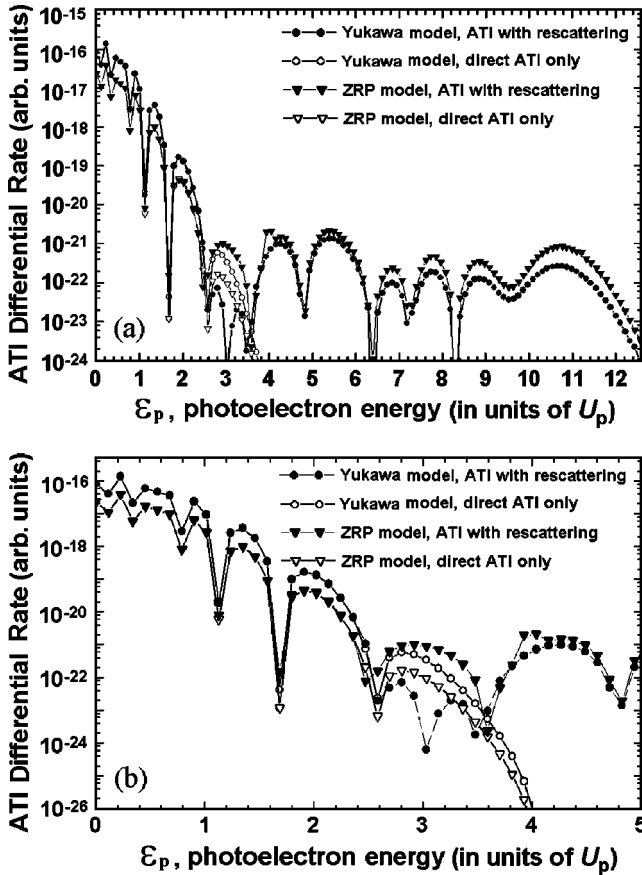 ATI Differential Rate (arb. units)
10-15
10-16
10-17
10-18
10-19
10-20
10-21
10-22
10-23
10-24
Yukawa model, ATI with rescattering
Yukawa model, direct ATI only
ZRP model, ATI with rescattering
ZRP model, direct ATI only
(a)
0 1 2 3 4 5 6 7 8 9 10 11 12
εp, photoelectron energy (in units of Up)
ATI Differential Rate (arb. units)
10-16
10-18
10-20
10-22
10-24
10-26
Yukawa model, ATI with rescattering
Yukawa model, direct ATI only
ZRP model, ATI with rescattering
ZRP model, direct ATI only
(b)
0 1 2 3 4 5
εp, photoelectron energy (in units of Up)